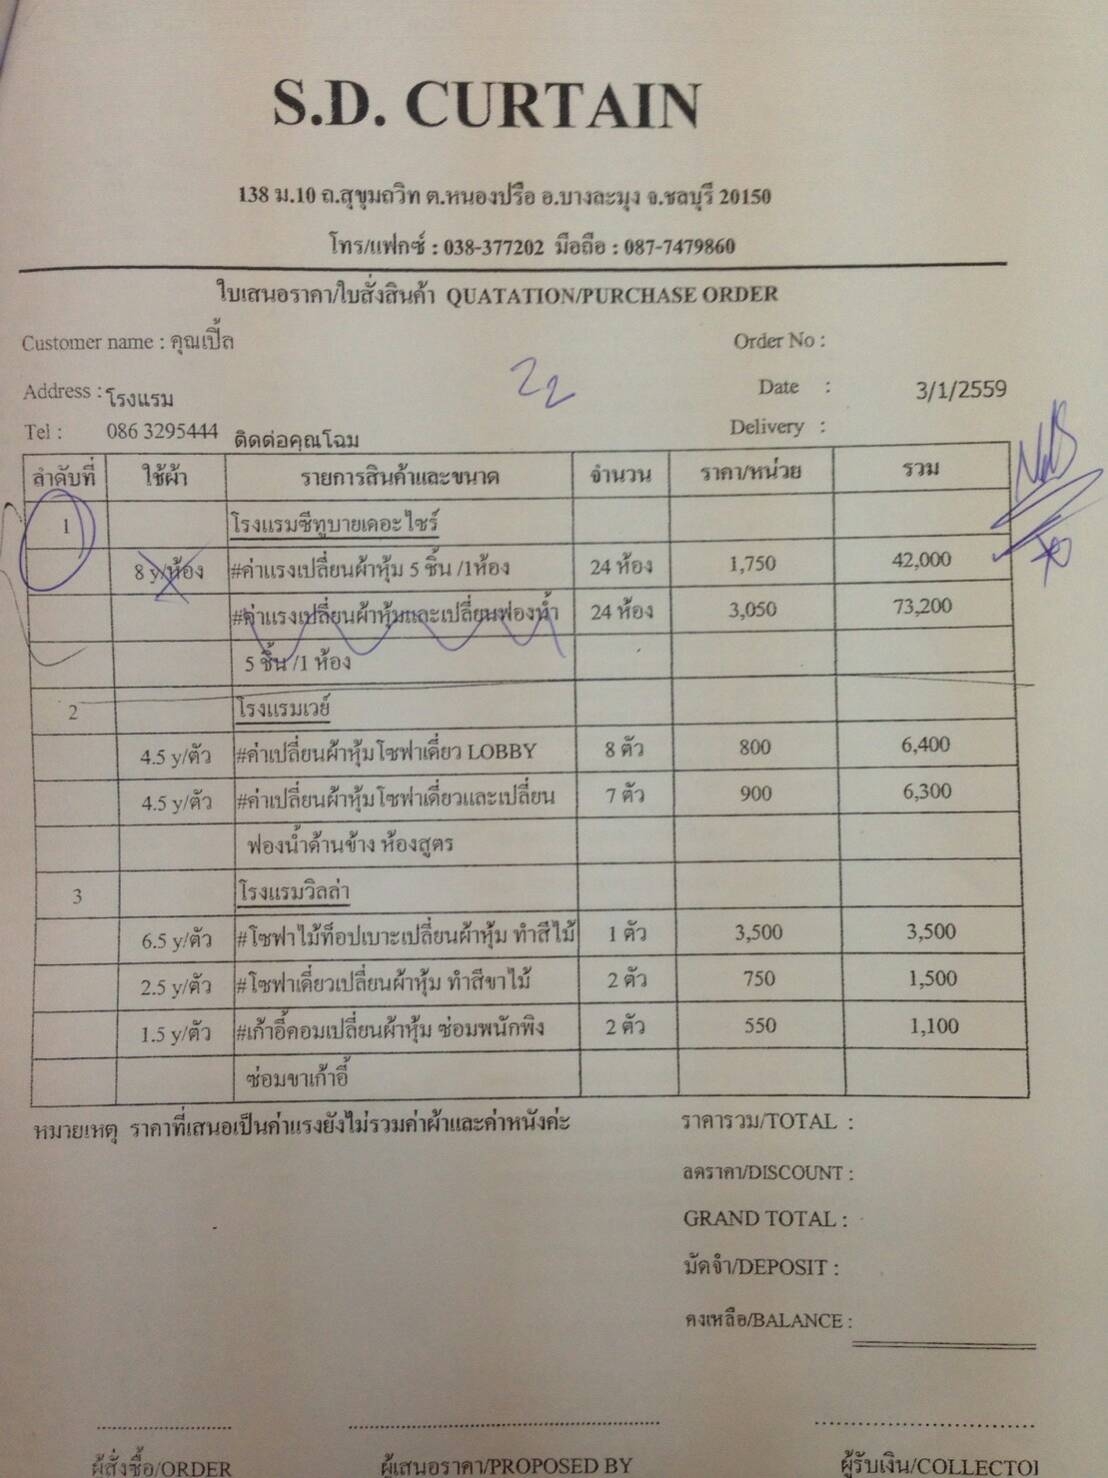 S.D. CURTAIN
138 ม.10 ถ.สุขุมถวิท ต.หนองปรือ อ.บางละมุง จ.ชลบุรี 20150
โทร/แฟกซ์ : 038-377202 มือถือ : 087-7479860
ใบเสนอราคา/ใบสั่งสินค้า QUATATION/PURCHASE ORDER
Customer name : คุณเปิ้ล Order No :
22
Address : โรงแรม Date : 3/1/2559
Tel : 086 3295444 ติดต่อคุณโฉม Delivery :
ลำดับที่ ใช้ผ้า รายการสินค้าและขนาด จำนวน ราคา/หน่วย รวม
1 โรงแรมซีทูบายเดอะไซร์
8 y/ห้อง #ค่าแรงเปลี่ยนผ้าหุ้ม 5 ชิ้น /1ห้อง 24 ห้อง 1,750 42,000
#ค่าแรงเปลี่ยนผ้าหุ้มและเปลี่ยนฟองน้ำ 24 ห้อง 3,050 73,200
5 ชิ้น /1 ห้อง
2 โรงแรมเวย์
4.5 y/ตัว #ค่าเปลี่ยนผ้าหุ้มโซฟาเดี่ยว LOBBY 8 ตัว 800 6,400
4.5 y/ตัว #ค่าเปลี่ยนผ้าหุ้มโซฟาเดี่ยวและเปลี่ยน 7 ตัว 900 6,300
ฟองน้ำด้านข้าง ห้องสูตร
3 โรงแรมวิลล่า
6.5 y/ตัว #โซฟาไม้ท็อปเบาะเปลี่ยนผ้าหุ้ม ทำสีไม้ 1 ตัว 3,500 3,500
2.5 y/ตัว #โซฟาเดี่ยวเปลี่ยนผ้าหุ้ม ทำสีขาไม้ 2 ตัว 750 1,500
1.5 y/ตัว #เก้าอี้คอมเปลี่ยนผ้าหุ้ม ซ่อมพนักพิง 2 ตัว 550 1,100
ซ่อมขาเก้าอี้
หมายเหตุ ราคาที่เสนอเป็นค่าแรงยังไม่รวมค่าผ้าและค่าหนังค่ะ ราคารวม/TOTAL :
ลดราคา/DISCOUNT :
GRAND TOTAL :
มัดจำ/DEPOSIT :
คงเหลือ/BALANCE :
ผู้สั่งซื้อ/ORDER ผู้เสนอราคา/PROPOSED BY ผู้รับเงิน/COLLECTO